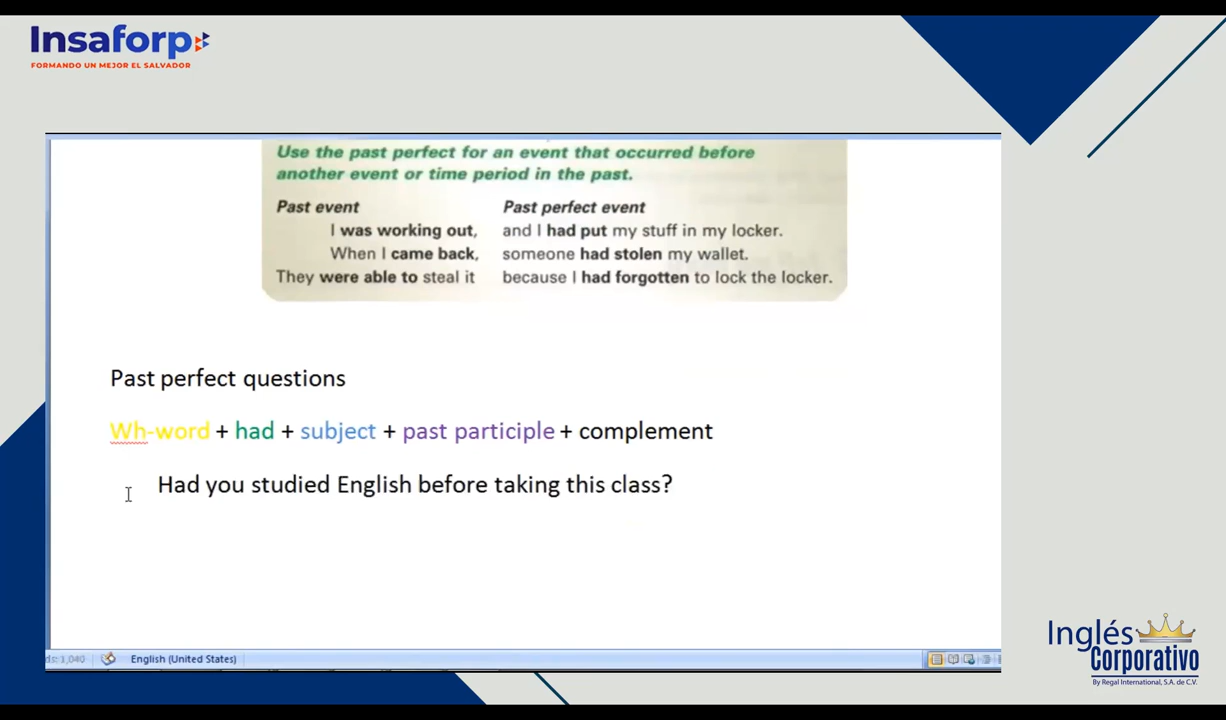 Insaforp
FORMANDO UN MEJOR EL SALVADOR
Use the past perfect for an event that occurred before
another event or time period in the past.
Past event Past perfect event
I was working out, and I had put my stuff in my locker.
When I came back, someone had stolen my wallet.
They were able to steal it because I had forgotten to lock the locker.
Past perfect questions
Wh-word + had + subject + past participle + complement
Had you studied English before taking this class?
ds: 1,040 English (United States)
Inglés
Corporativo
By Regal International, S.A. de C.V.